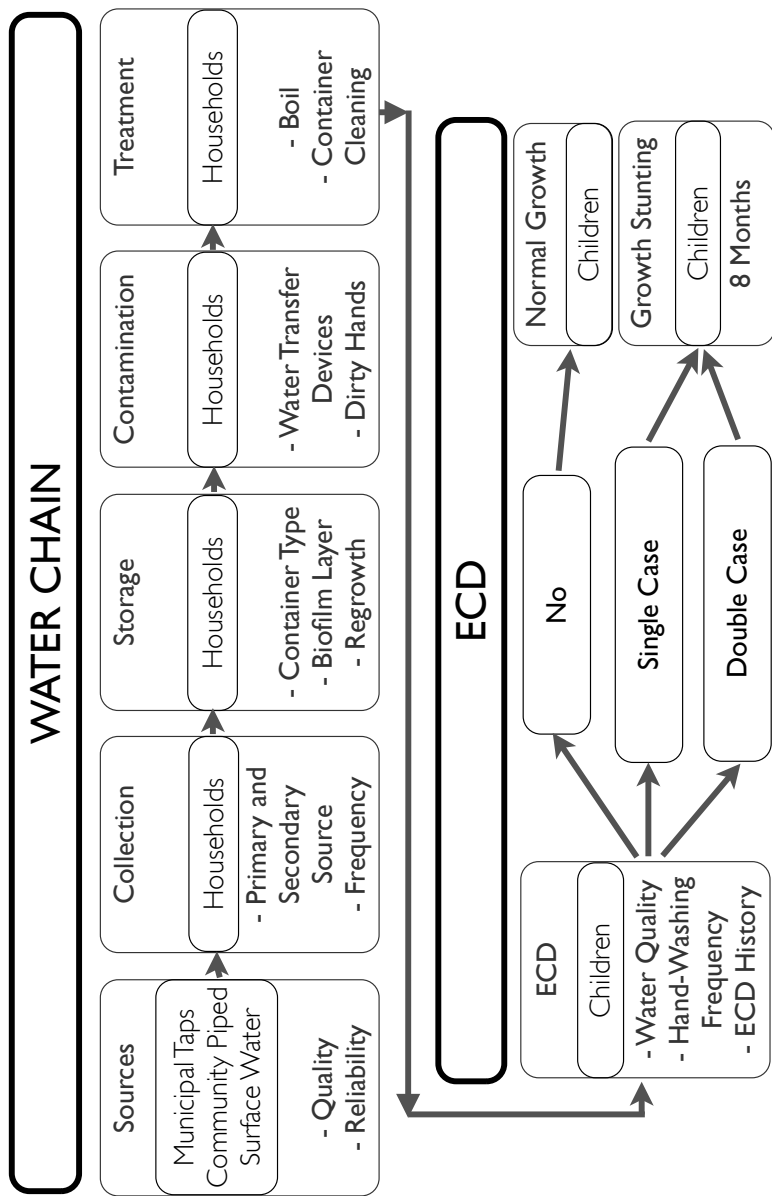 WATER CHAIN
Sources
Municipal Taps
Community Piped
Surface Water
- Quality
- Reliability
Collection
Households
- Primary and
Secondary
Source
- Frequency
Storage
Households
- Container Type
- Biofilm Layer
- Regrowth
Contamination
Households
- Water Transfer
Devices
- Dirty Hands
Treatment
Households
- Boil
- Container
Cleaning
ECD
ECD
Children
- Water Quality
- Hand-Washing
Frequency
- ECD History
No
Single Case
Double Case
Normal Growth
Children
Growth Stunting
Children
8 Months